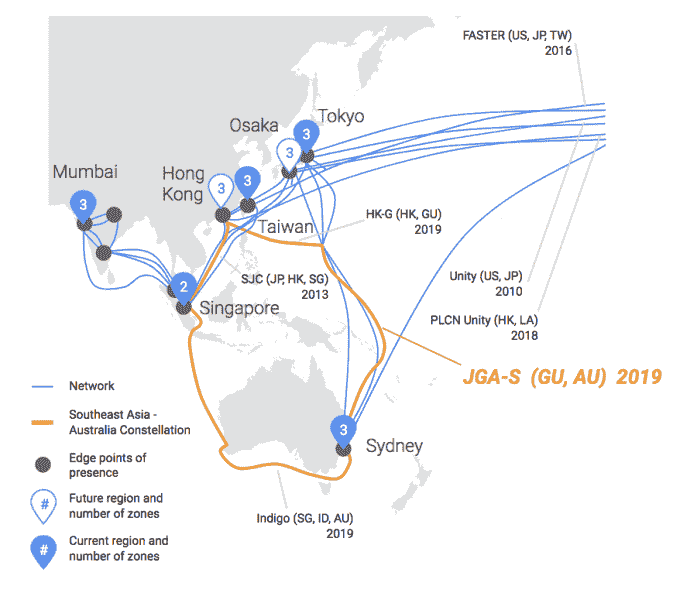 FASTER (US, JP, TW)
2016
Osaka
Tokyo
3
3
Mumbai
3
Hong
Kong
3
3
Taiwan
HK-G (HK, GU)
2019
SJC (JP, HK, SG)
2013
Unity (US, JP)
2010
2
Singapore
PLCN Unity (HK, LA)
2018
JGA-S (GU, AU) 2019
Network
Southeast Asia -
Australia Constellation
Edge points of
presence
# Future region and
number of zones
# Current region and
number of zones
3
Sydney
Indigo (SG, ID, AU)
2019